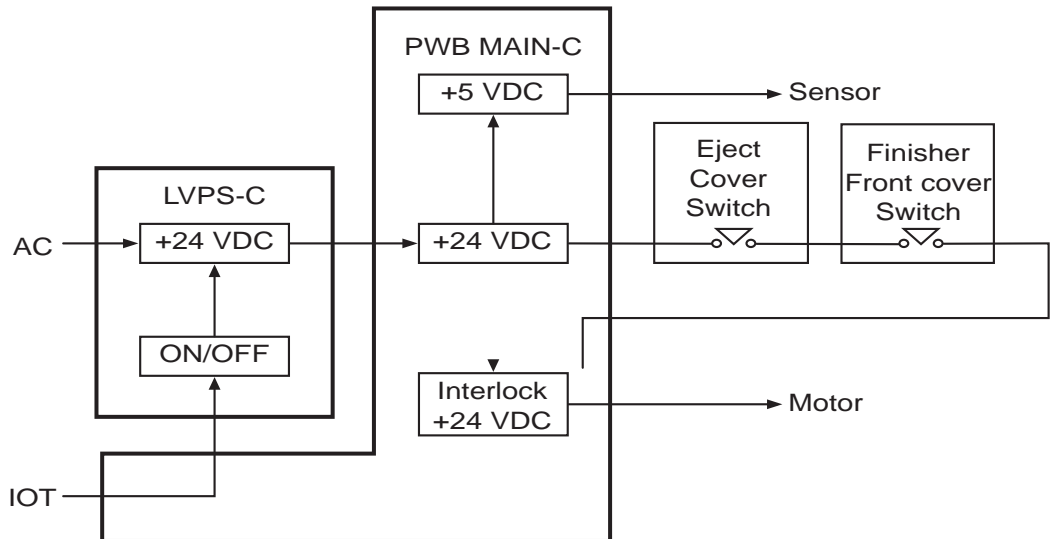 PWB MAIN-C
+5 VDC
Sensor
Eject
Cover
Switch
Finisher
Front cover
Switch
LVPS-C
AC
+24 VDC
+24 VDC
ON/OFF
Interlock
+24 VDC
Motor
IOT